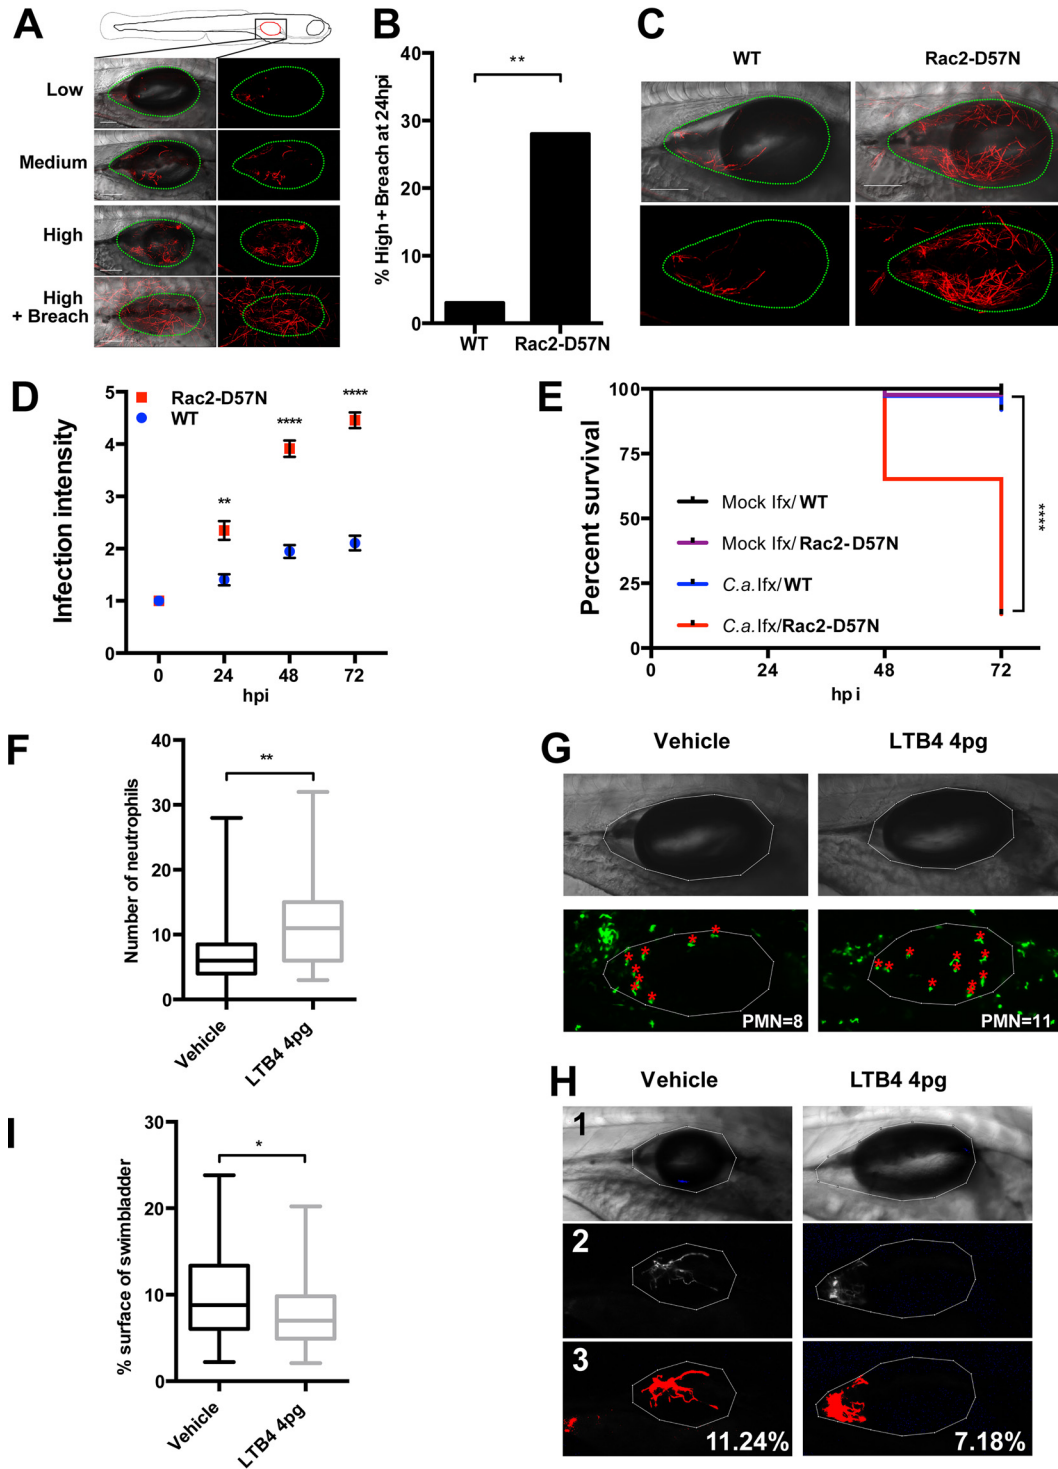 A
Low
Medium
High
High
+ Breach
B
% High + Breach at 24hpi
40
30
20
10
0
**
WT
Rac2-D57N
C
WT
Rac2-D57N
D
Infection intensity
5
4
3
2
1
0
Rac2-D57N
WT
**
****
****
0
24
48
72
hpi
E
Percent survival
100
75
50
25
0
Mock Ifx/WT
Mock Ifx/Rac2-D57N
C.a.Ifx/WT
C.a.Ifx/Rac2-D57N
****
0
24
48
72
hpi
F
Number of neutrophils
40
30
20
10
0
**
Vehicle
LTB4 4pg
G
Vehicle
LTB4 4pg
PMN=8
PMN=11
H
Vehicle
LTB4 4pg
1
2
3
11.24%
7.18%
I
% surface of swimbladder
30
20
10
0
*
Vehicle
LTB4 4pg